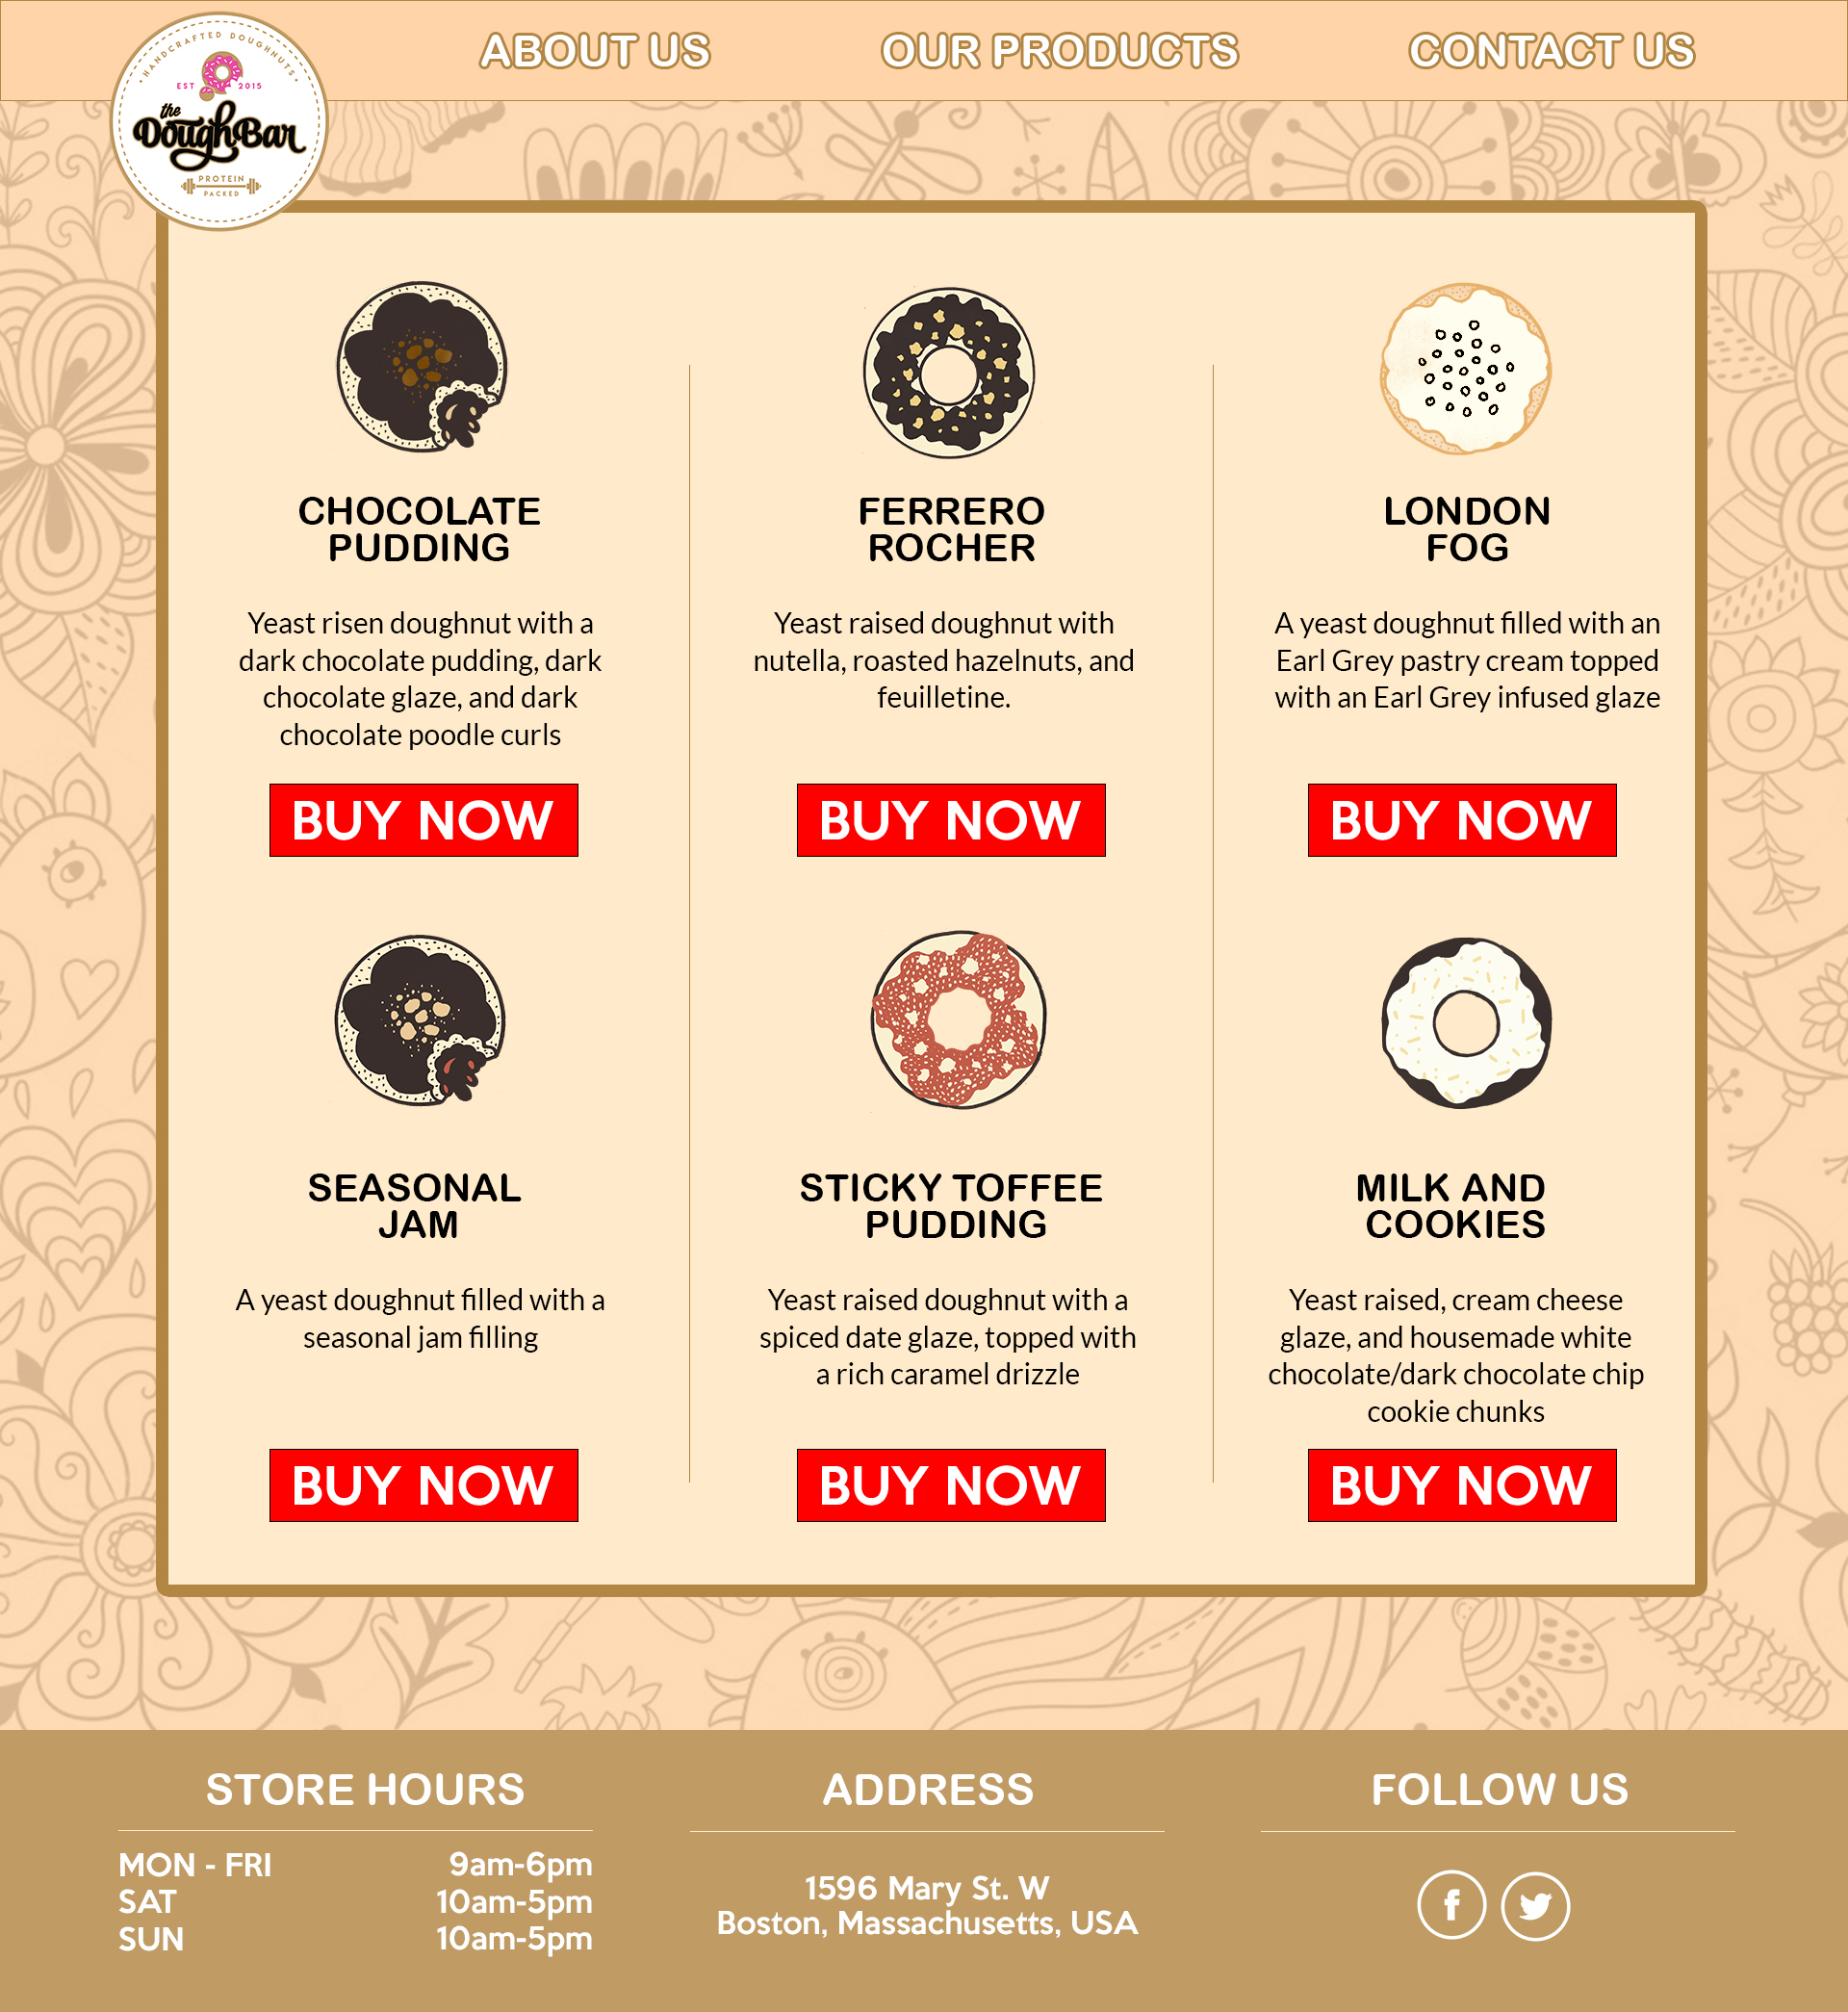 HANDCRAFTED DOUGHNUTS
EST 2015
the
DoughBar
PROTEIN
PACKED
ABOUT US
OUR PRODUCTS
CONTACT US
CHOCOLATE
PUDDING
Yeast risen doughnut with a
dark chocolate pudding, dark
chocolate glaze, and dark
chocolate poodle curls
BUY NOW
FERRERO
ROCHER
Yeast raised doughnut with
nutella, roasted hazelnuts, and
feuilletine.
BUY NOW
LONDON
FOG
A yeast doughnut filled with an
Earl Grey pastry cream topped
with an Earl Grey infused glaze
BUY NOW
SEASONAL
JAM
A yeast doughnut filled with a
seasonal jam filling
BUY NOW
STICKY TOFFEE
PUDDING
Yeast raised doughnut with a
spiced date glaze, topped with
a rich caramel drizzle
BUY NOW
MILK AND
COOKIES
Yeast raised, cream cheese
glaze, and housemade white
chocolate/dark chocolate chip
cookie chunks
BUY NOW
STORE HOURS
MON - FRI 9am-6pm
SAT 10am-5pm
SUN 10am-5pm
ADDRESS
1596 Mary St. W
Boston, Massachusetts, USA
FOLLOW US